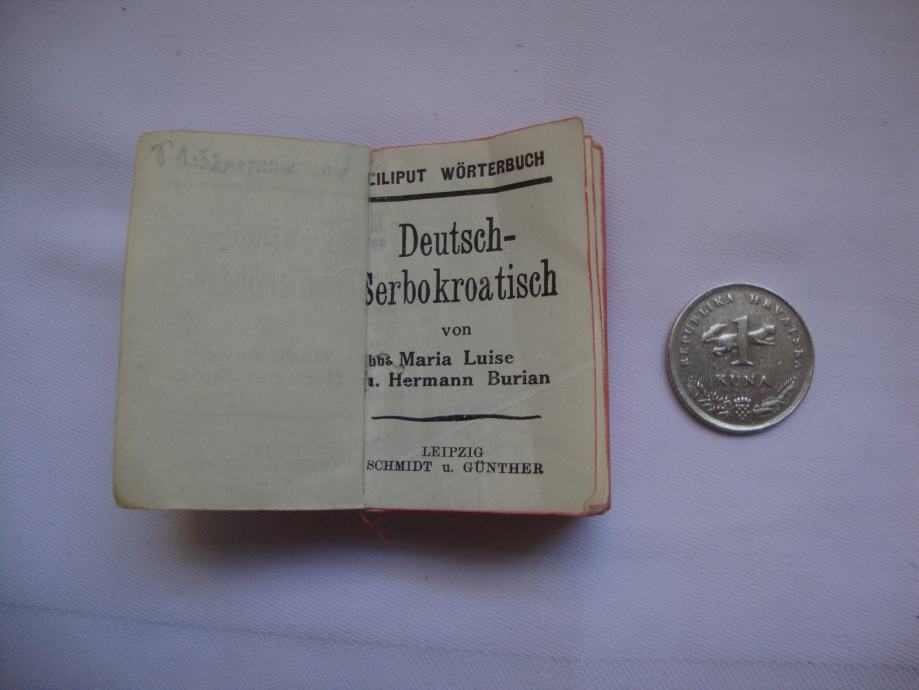 LILIPUT WÖRTERBUCH
Deutsch-
Serbokroatisch
von
Maria Luise
u. Hermann Burian
LEIPZIG
SCHMIDT u. GÜNTHER
REPUBLIKA HRVATSKA
1
KUNA